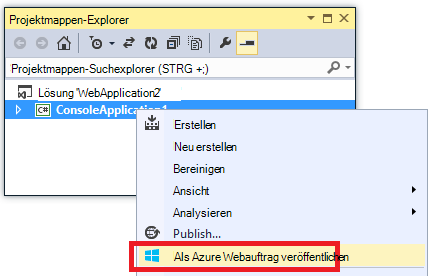 Projektmappen-Explorer
Projektmappen-Suchexplorer (STRG +;)
Lösung 'WebApplication2'
C# ConsoleApplication1
Erstellen
Neu erstellen
Bereinigen
Ansicht
Analysieren
Publish...
Als Azure Webauftrag veröffentlichen